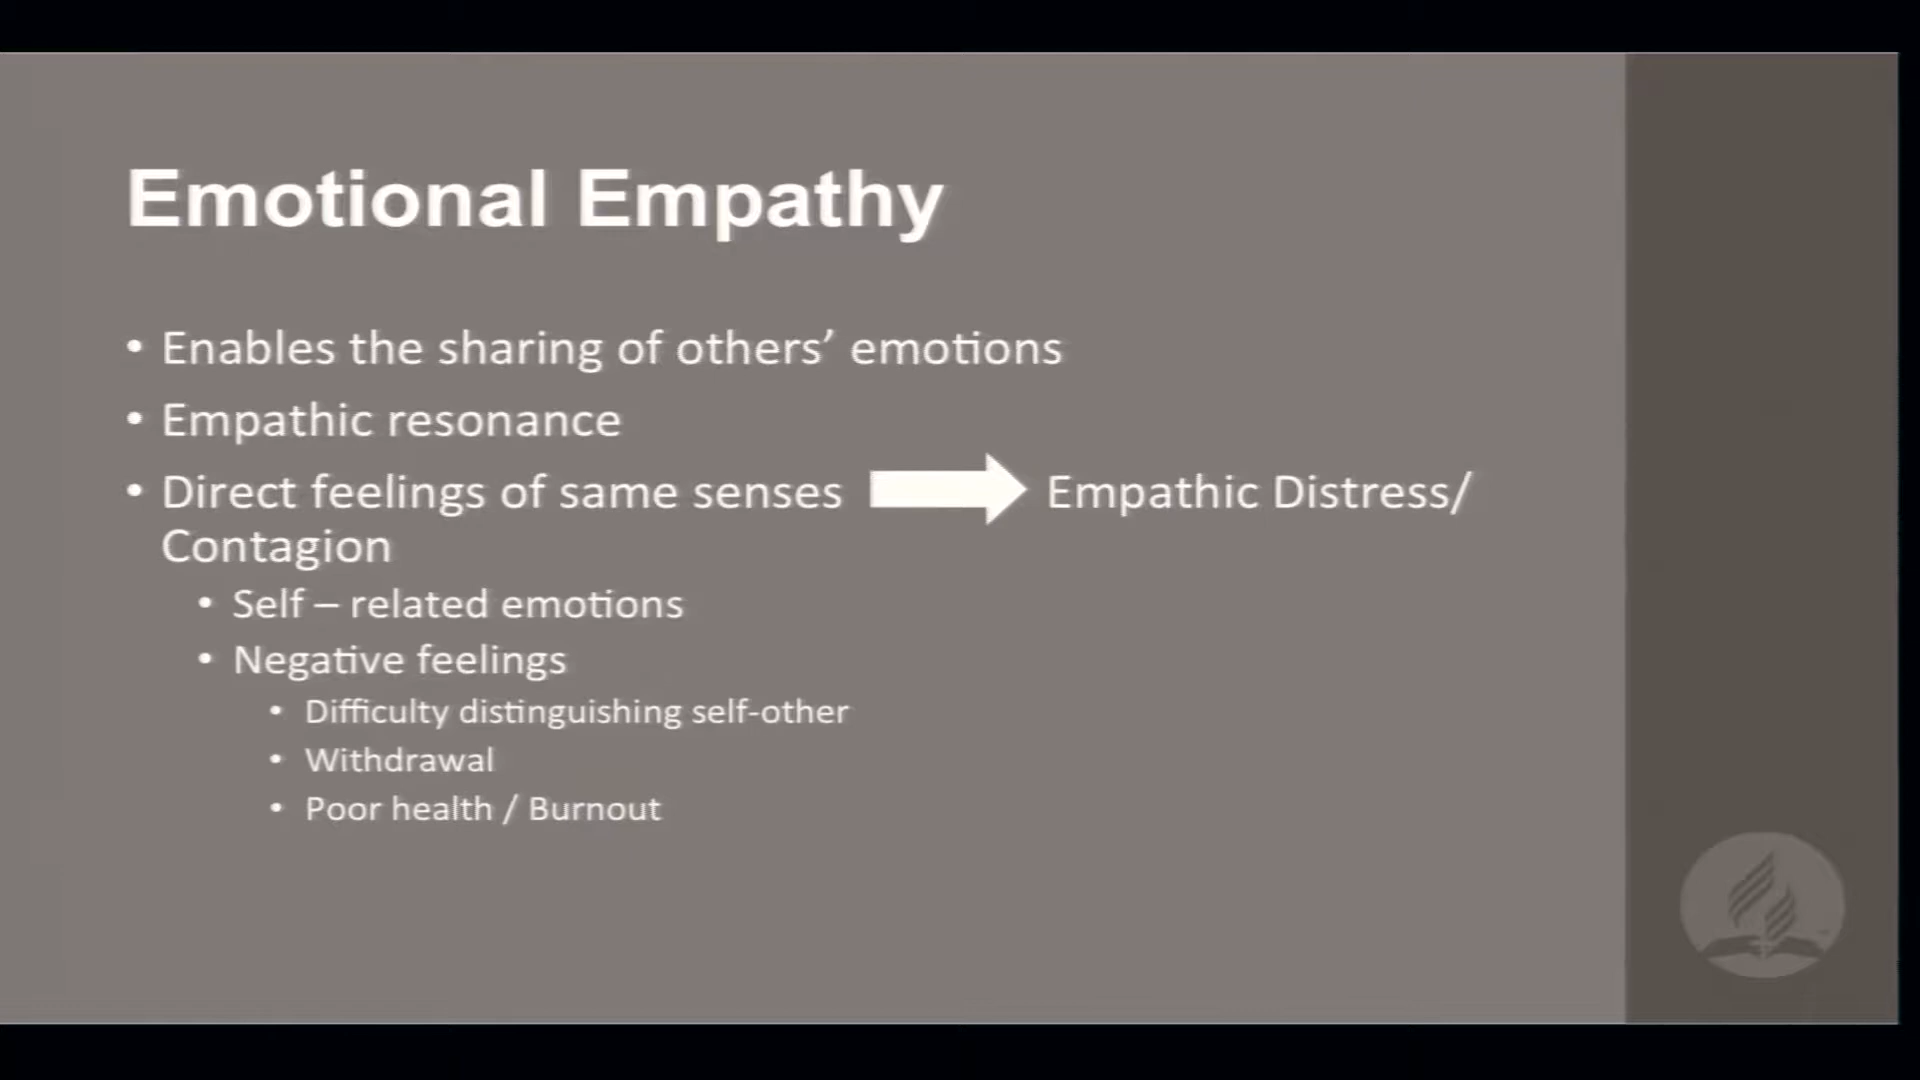 Emotional Empathy
• Enables the sharing of others’ emotions
• Empathic resonance
• Direct feelings of same senses Empathic Distress/
Contagion
• Self – related emotions
• Negative feelings
• Difficulty distinguishing self-other
• Withdrawal
• Poor health / Burnout